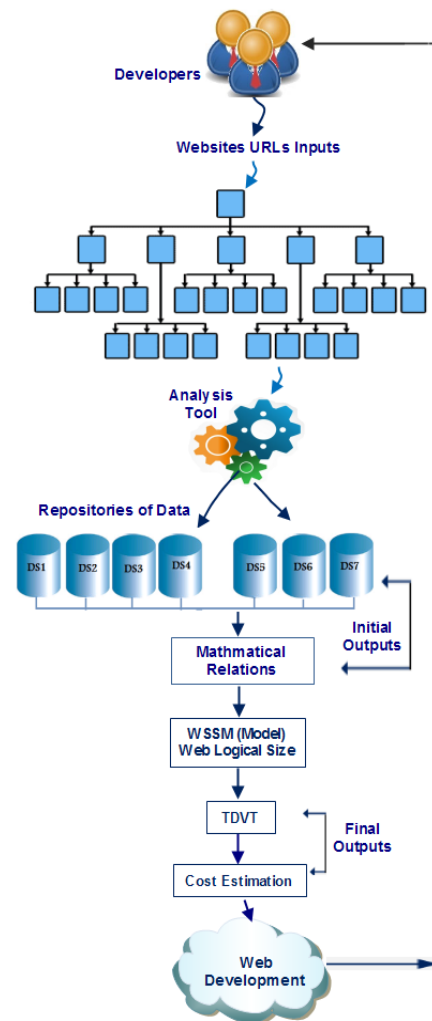 Developers
Websites URLs Inputs
Analysis
Tool
Repositories of Data
DS1
DS2
DS3
DS4
DS5
DS6
DS7
Initial
Outputs
Mathmatical
Relations
WSSM (Model)
Web Logical Size
TDVT
Final
Outputs
Cost Estimation
Web
Development